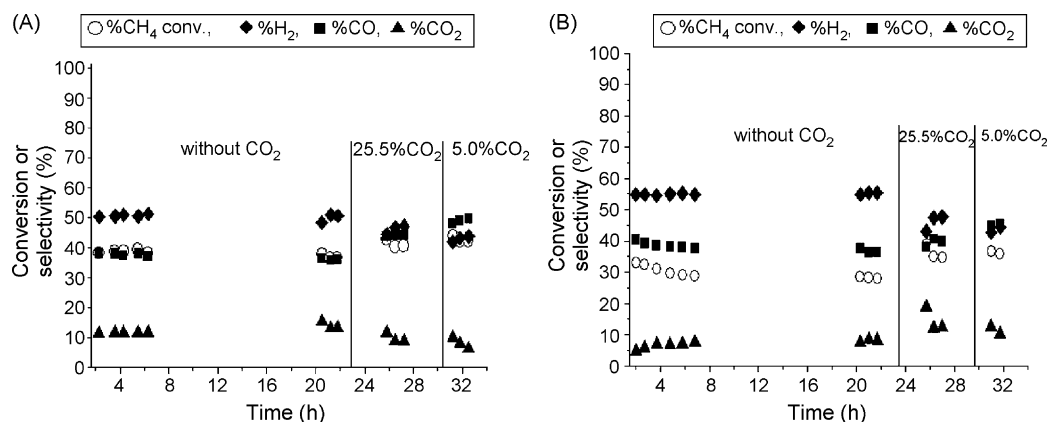 (A)
○ %CH₄ conv., ◆ %H₂, ■ %CO, ▲ %CO₂
100
90
80
70
60
50
40
30
20
10
0
Conversion or
selectivity (%)
without CO₂
25.5%CO₂
5.0%CO₂
4 8 12 16 20 24 28 32
Time (h)
(B)
○ %CH₄ conv., ◆ %H₂, ■ %CO, ▲ %CO₂
100
90
80
70
60
50
40
30
20
10
0
Conversion or
selectivity (%)
without CO₂
25.5%CO₂
5.0%CO₂
4 8 12 16 20 24 28 32
Time (h)